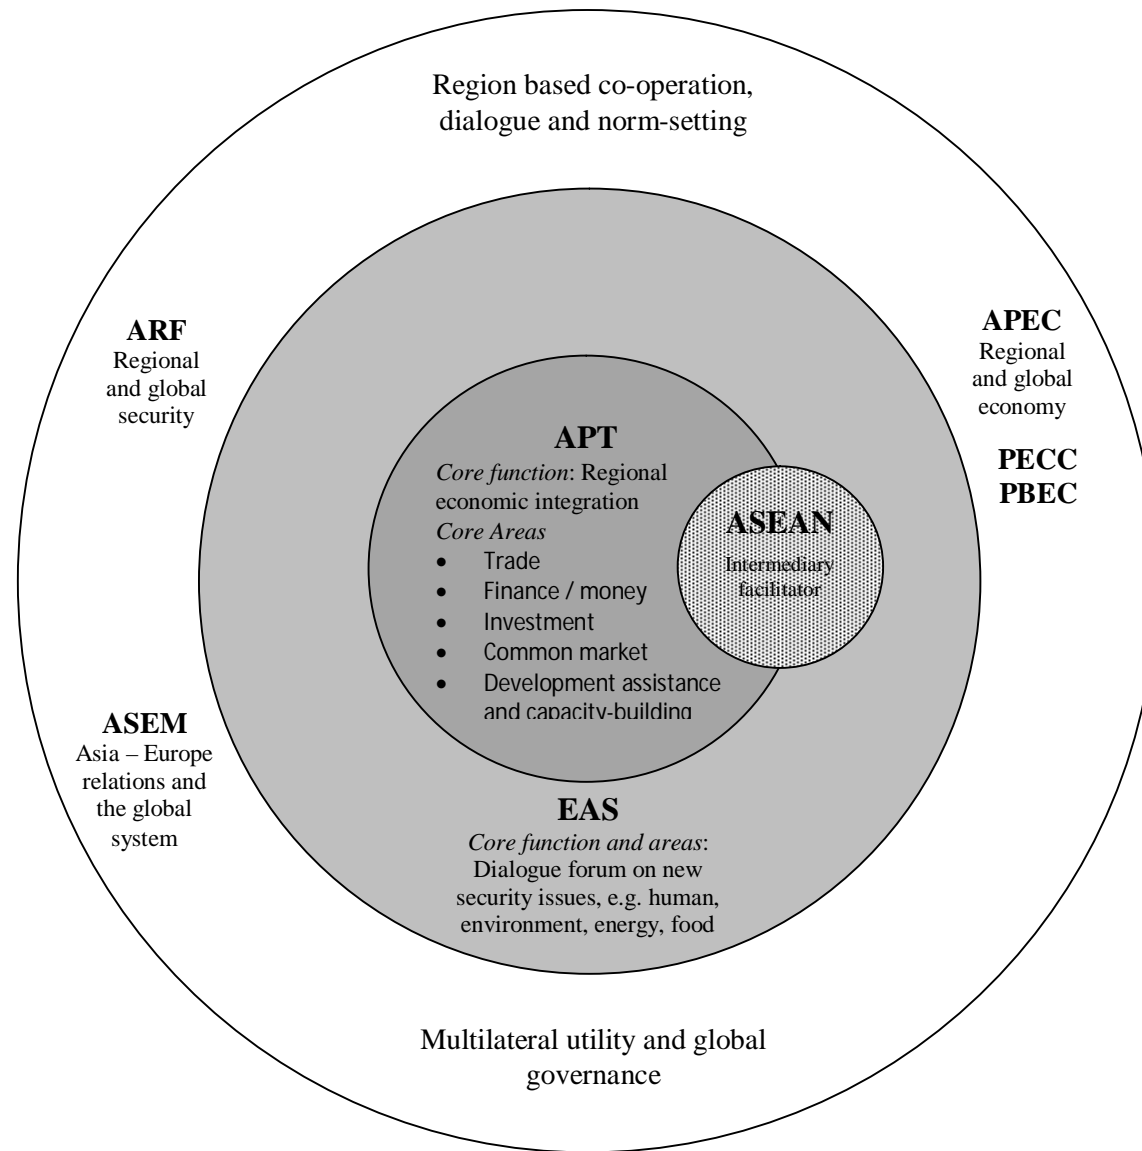 Region based co-operation,
dialogue and norm-setting
ARF
Regional
and global
security
APEC
Regional
and global
economy
PECC
PBEC
APT
Core function: Regional
economic integration
Core Areas
• Trade
• Finance / money
• Investment
• Common market
• Development assistance
and capacity-building
ASEAN
Intermediary
facilitator
ASEM
Asia – Europe
relations and
the global
system
EAS
Core function and areas:
Dialogue forum on new
security issues, e.g. human,
environment, energy, food
Multilateral utility and global
governance